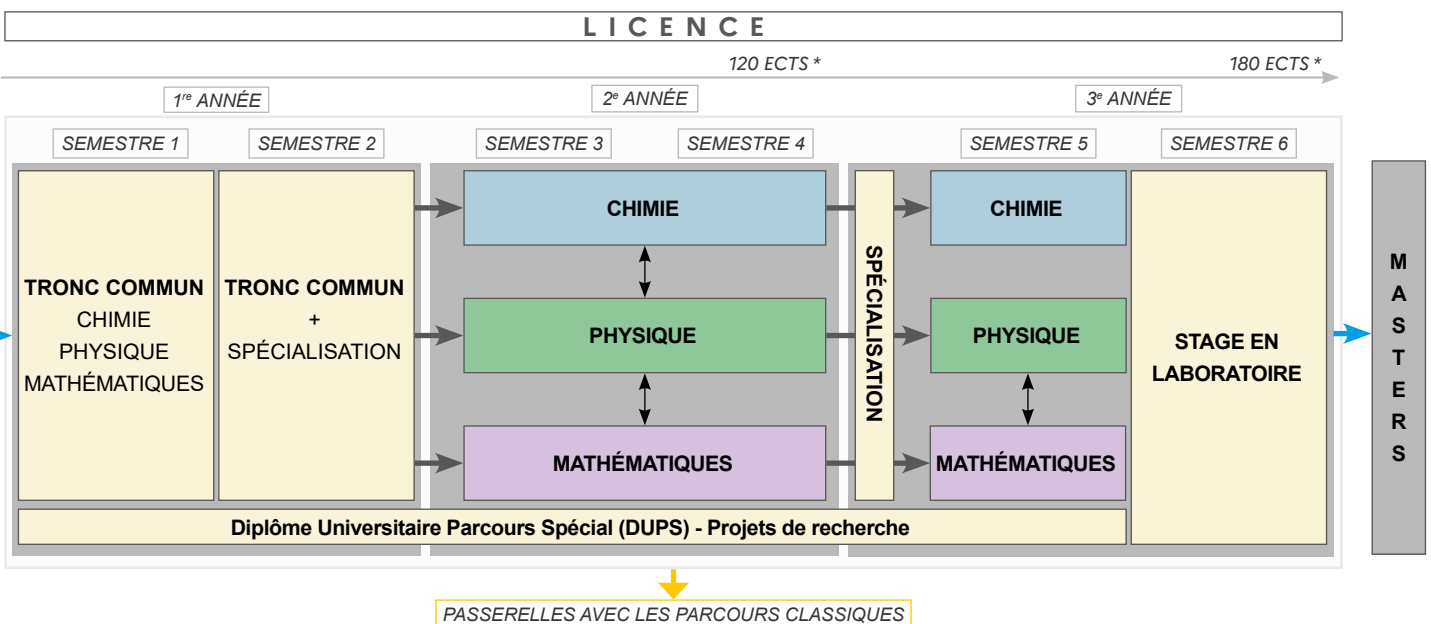 LICENCE
120 ECTS *
180 ECTS *
1re ANNÉE
2e ANNÉE
3e ANNÉE
SEMESTRE 1
SEMESTRE 2
SEMESTRE 3
SEMESTRE 4
SEMESTRE 5
SEMESTRE 6
TRONC COMMUN
CHIMIE
PHYSIQUE
MATHÉMATIQUES
TRONC COMMUN
+
SPÉCIALISATION
CHIMIE
PHYSIQUE
MATHÉMATIQUES
SPÉCIALISATION
CHIMIE
PHYSIQUE
MATHÉMATIQUES
STAGE EN
LABORATOIRE
MASTERS
Diplôme Universitaire Parcours Spécial (DUPS) - Projets de recherche
PASSERELLES AVEC LES PARCOURS CLASSIQUES